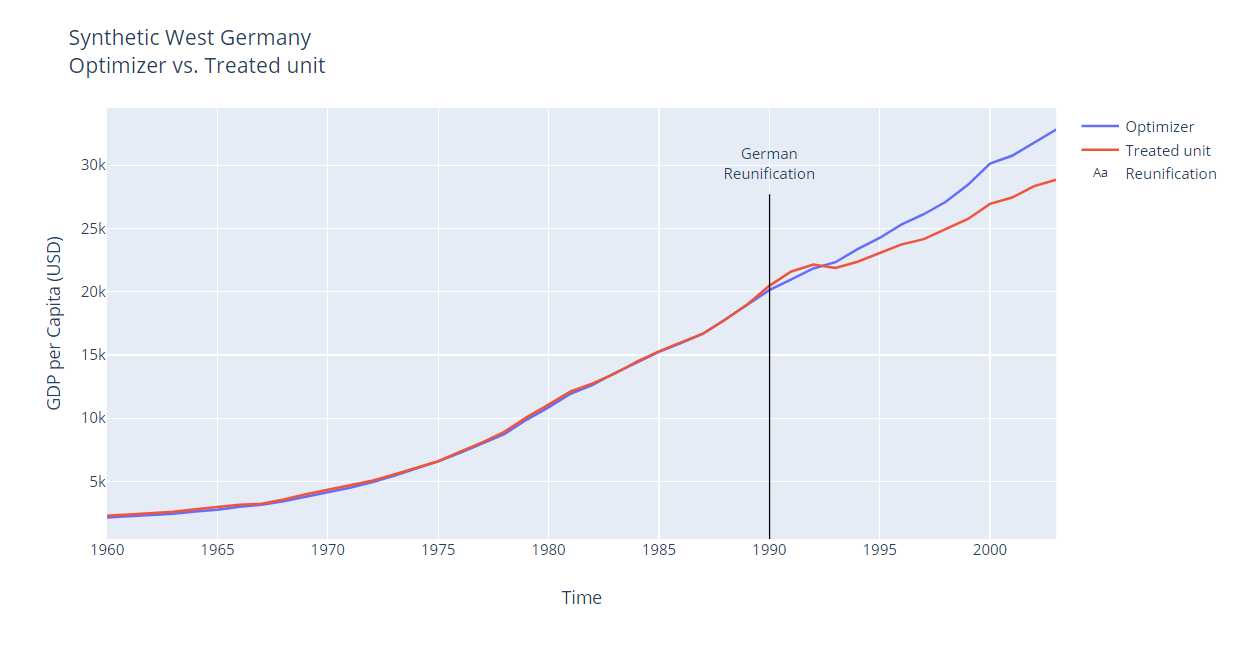 Synthetic West Germany
Optimizer vs. Treated unit
Optimizer
Treated unit
Aa Reunification
German
Reunification
GDP per Capita (USD)
30k
25k
20k
15k
10k
5k
1960 1965 1970 1975 1980 1985 1990 1995 2000
Time